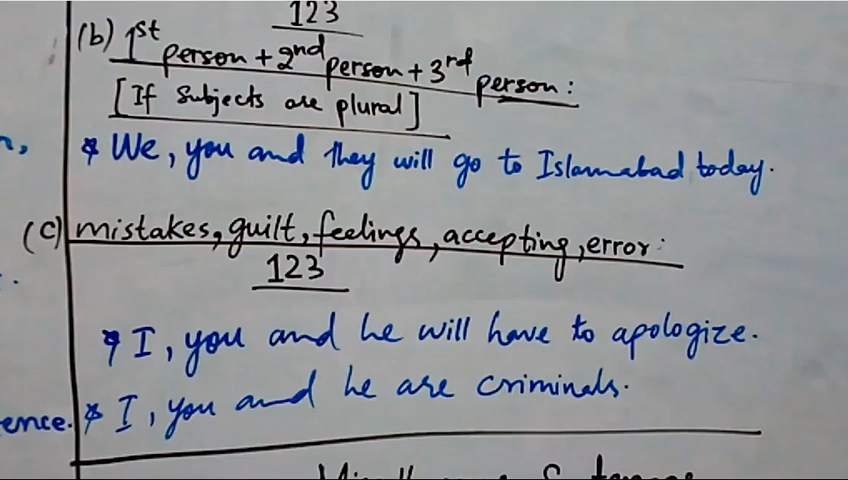 123
(b) 1st person + 2nd person + 3rd person :
[If Subjects are plural]
* We, you and they will go to Islamabad today.
(c) mistakes, guilt, feelings, accepting, error :
123
* I, you and he will have to apologize.
ence. * I, you and he are criminals.